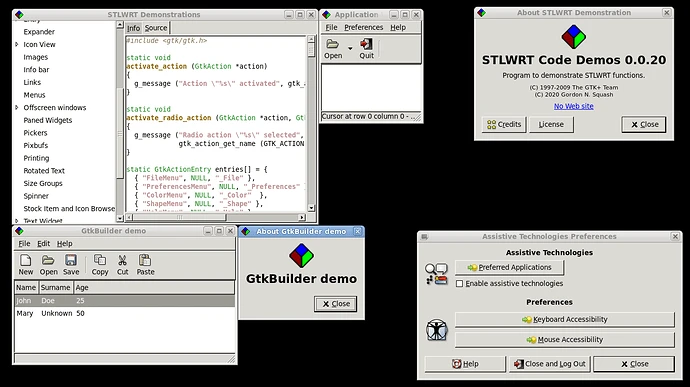 STLWRT Demonstrations
Expander
Icon View
Images
Info bar
Links
Menus
Offscreen windows
Paned Widgets
Pickers
Pixbufs
Printing
Rotated Text
Size Groups
Spinner
Stock Item and Icon Browse
Text Widget
Info Source
#include <gtk/gtk.h>
static void
activate_action (GtkAction *action)
{
g_message ("Action \"%s\" activated", gtk_a
}
static void
activate_radio_action (GtkAction *action, Gt
{
g_message ("Radio action \"%s\" selected",
gtk_action_get_name (GTK_ACTION
}
static GtkActionEntry entries[] = {
{ "FileMenu", NULL, "_File" },
{ "PreferencesMenu", NULL, "_Preferences"
{ "ColorMenu", NULL, "_Color" },
{ "ShapeMenu", NULL, "_Shape" },
Application
File Preferences Help
Open Quit
Cursor at row 0 column 0 - ...
About STLWRT Demonstration
STLWRT Code Demos 0.0.20
Program to demonstrate STLWRT functions.
(C) 1997-2009 The GTK+ Team
(C) 2020 Gordon N. Squash
No Web site
Credits License Close
GtkBuilder demo
File Edit Help
New Open Save Copy Cut Paste
Name Surname Age
John Doe 25
Mary Unknown 50
About GtkBuilder demo
GtkBuilder demo
Close
Assistive Technologies Preferences
Assistive Technologies
Preferred Applications
Enable assistive technologies
Preferences
Keyboard Accessibility
Mouse Accessibility
Help Close and Log Out Close